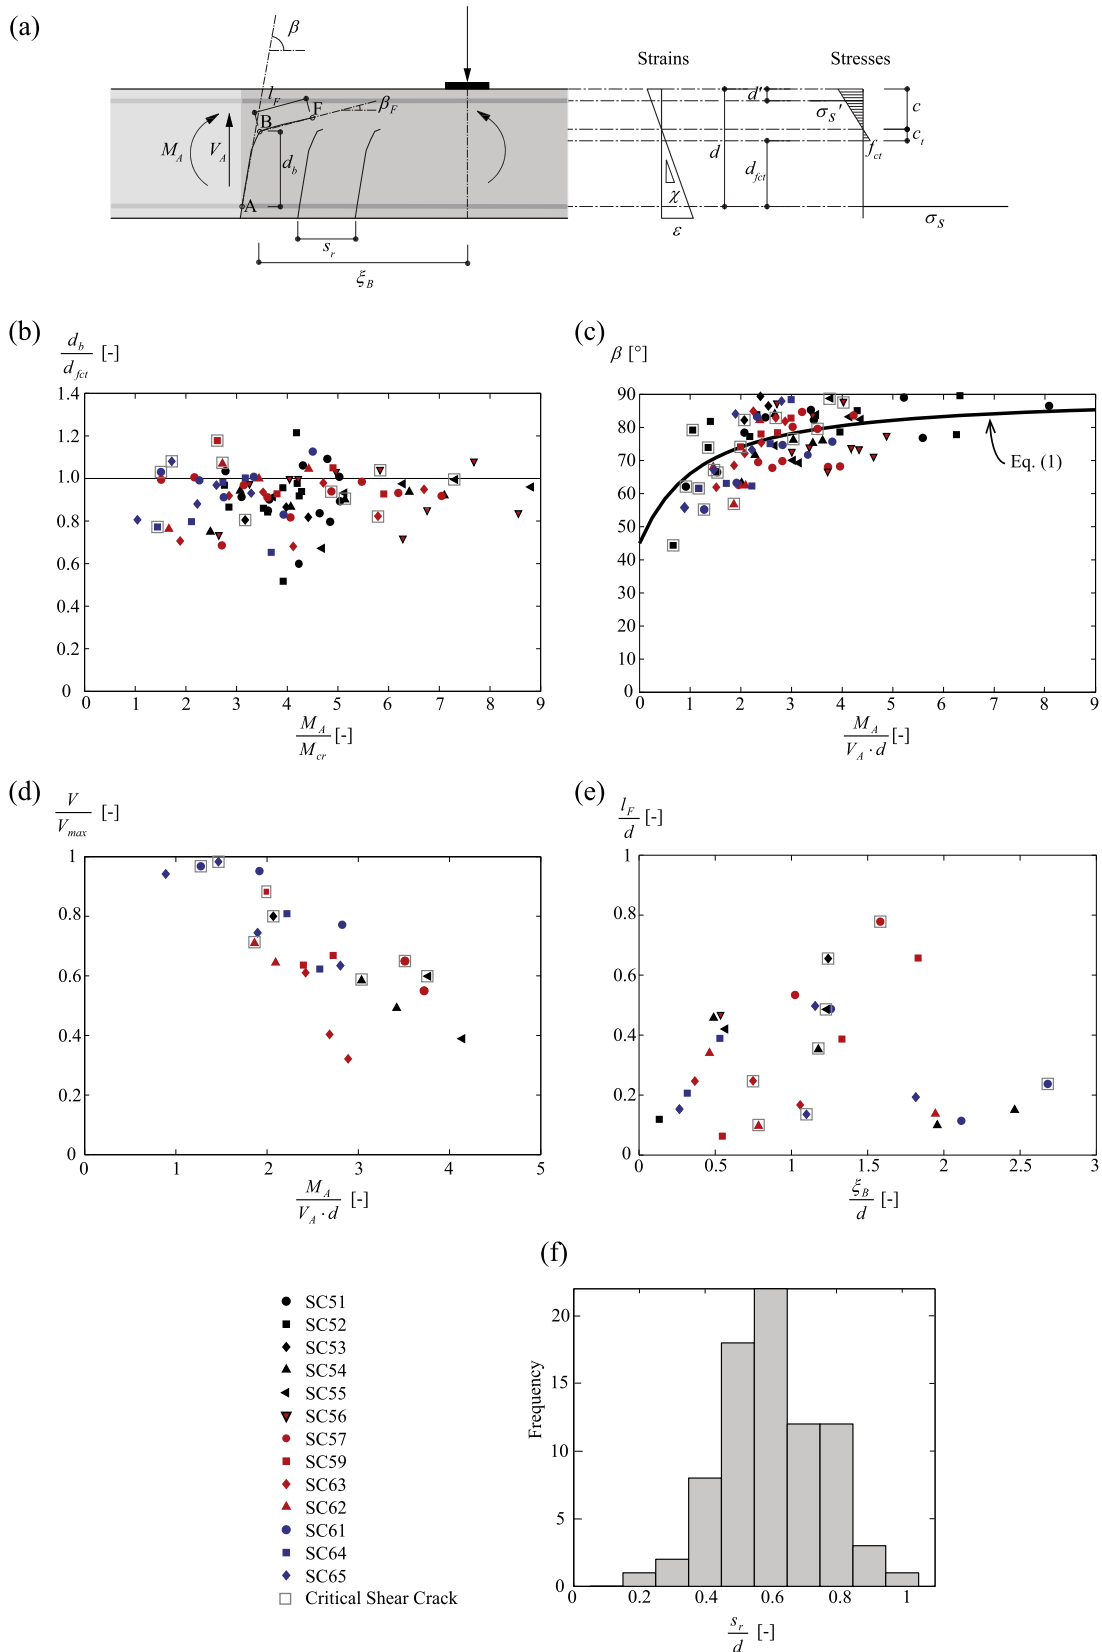 (a)
β
Strains
Stresses
l_F
F
β_F
B
M_A
V_A
d_b
A
s_r
ξ_B
d'
d
d_fct
χ
ε
σ_s'
c
c_t
f_ct
σ_s
(b)
d_b / d_fct [-]
1.4
1.2
1.0
0.8
0.6
0.4
0.2
0
1 2 3 4 5 6 7 8 9
M_A / M_cr [-]
(c)
β [°]
90
80
70
60
50
40
30
20
10
0
Eq. (1)
0 1 2 3 4 5 6 7 8 9
M_A / V_A · d [-]
(d)
V / V_max [-]
1
0.8
0.6
0.4
0.2
0
0 1 2 3 4 5
M_A / V_A · d [-]
(e)
l_F / d [-]
1
0.8
0.6
0.4
0.2
0
0.5 1 1.5 2 2.5 3
ξ_B / d [-]
SC51
SC52
SC53
SC54
SC55
SC56
SC57
SC59
SC63
SC62
SC61
SC64
SC65
Critical Shear Crack
(f)
Frequency
20
15
10
5
0
0.2 0.4 0.6 0.8 1
s_r / d [-]